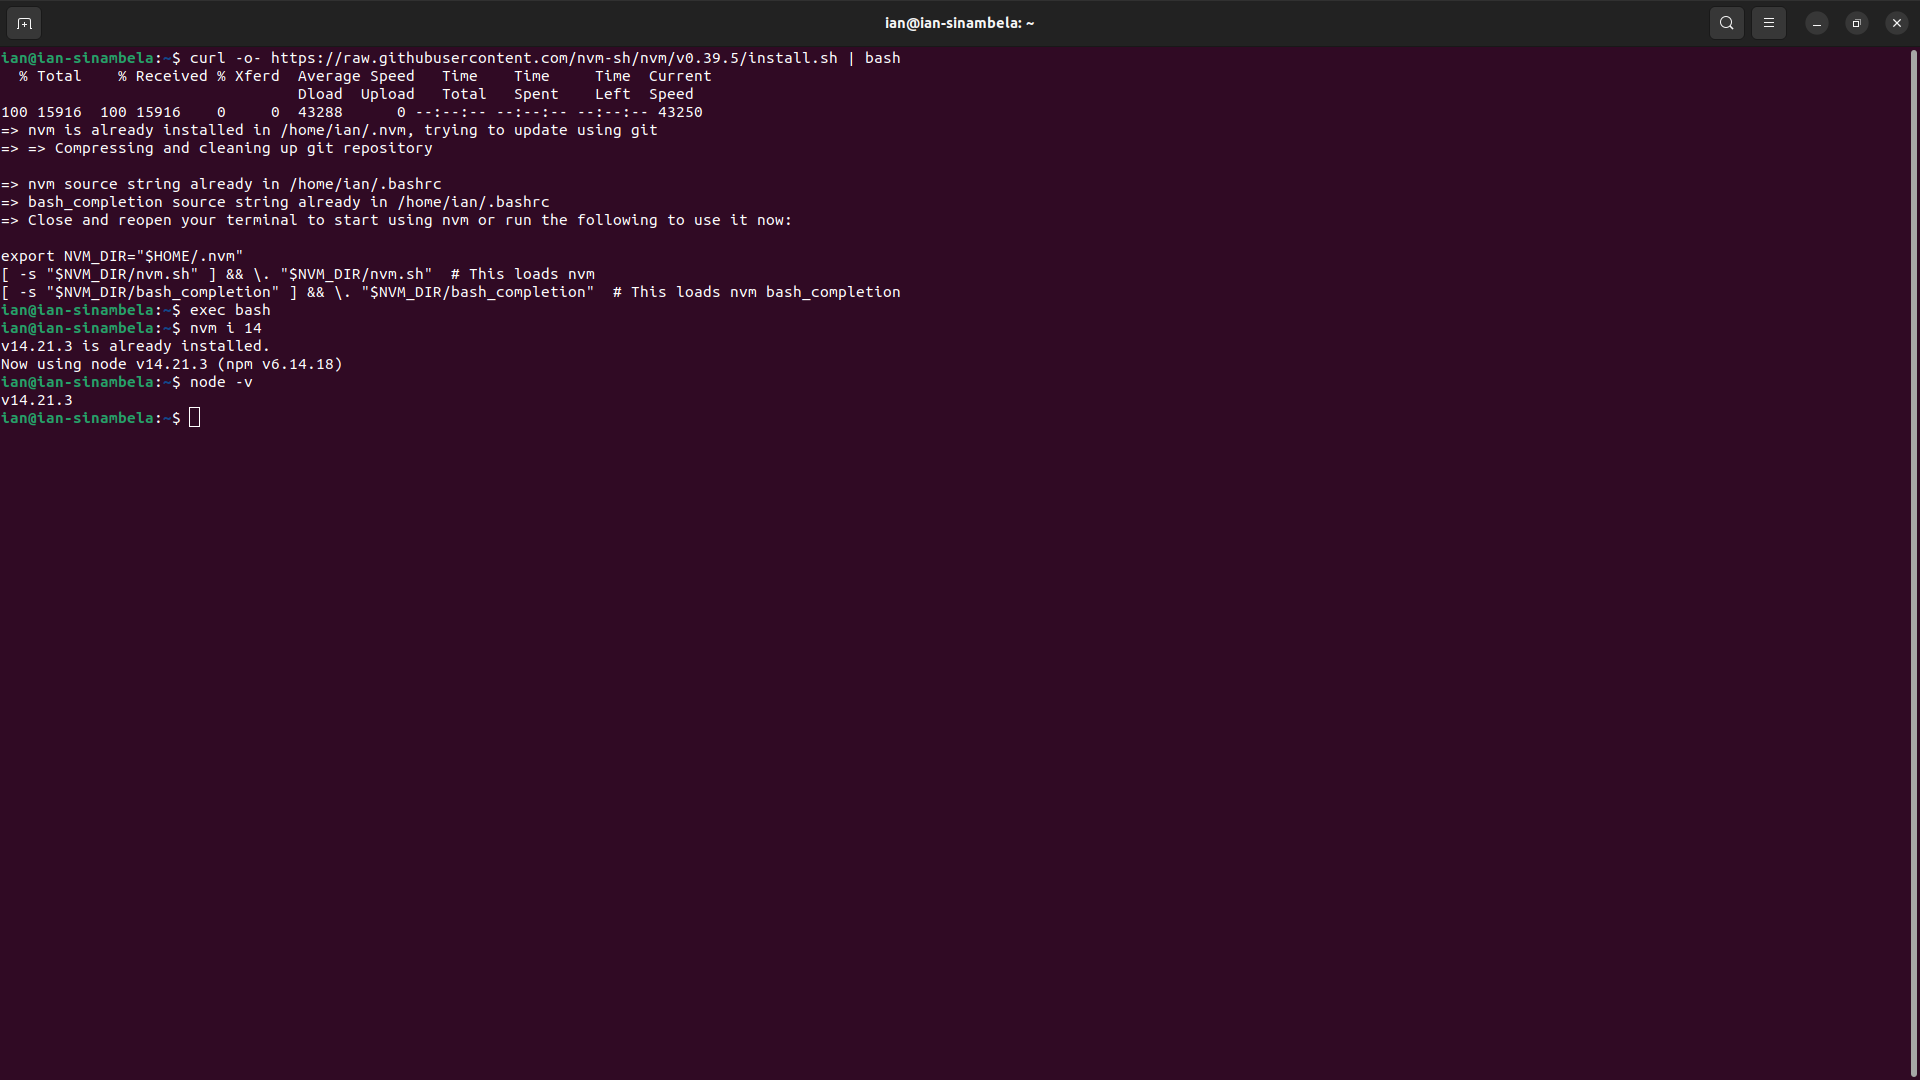 ian@ian-sinambela: ~
ian@ian-sinambela:~$ curl -o- https://raw.githubusercontent.com/nvm-sh/nvm/v0.39.5/install.sh | bash
  % Total    % Received % Xferd  Average Speed   Time    Time     Time  Current
                                 Dload  Upload   Total   Spent    Left  Speed
100 15916  100 15916    0     0  43288      0 --:--:-- --:--:-- --:--:-- 43250
=> nvm is already installed in /home/ian/.nvm, trying to update using git
=> => Compressing and cleaning up git repository

=> nvm source string already in /home/ian/.bashrc
=> bash_completion source string already in /home/ian/.bashrc
=> Close and reopen your terminal to start using nvm or run the following to use it now:

export NVM_DIR="$HOME/.nvm"
[ -s "$NVM_DIR/nvm.sh" ] && \. "$NVM_DIR/nvm.sh"  # This loads nvm
[ -s "$NVM_DIR/bash_completion" ] && \. "$NVM_DIR/bash_completion"  # This loads nvm bash_completion
ian@ian-sinambela:~$ exec bash
ian@ian-sinambela:~$ nvm i 14
v14.21.3 is already installed.
Now using node v14.21.3 (npm v6.14.18)
ian@ian-sinambela:~$ node -v
v14.21.3
ian@ian-sinambela:~$